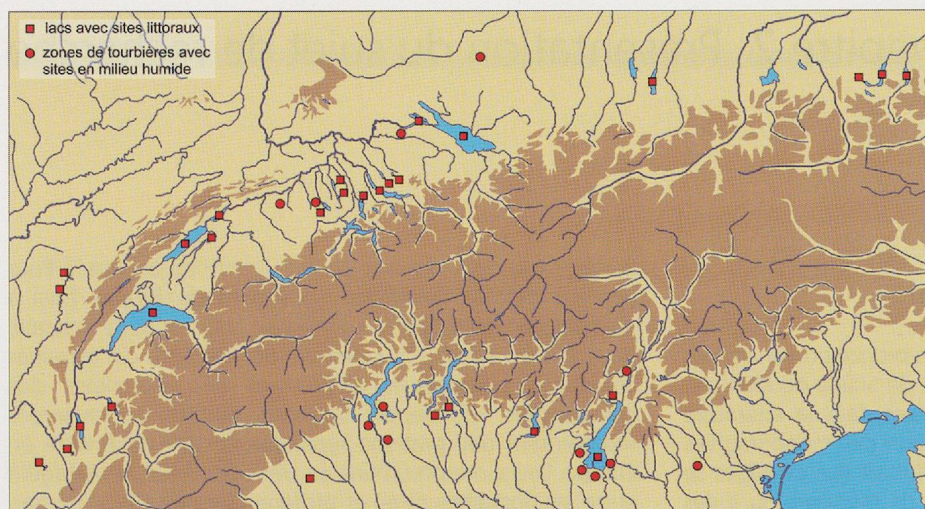 lacs avec sites littoraux
zones de tourbières avec
sites en milieu humide